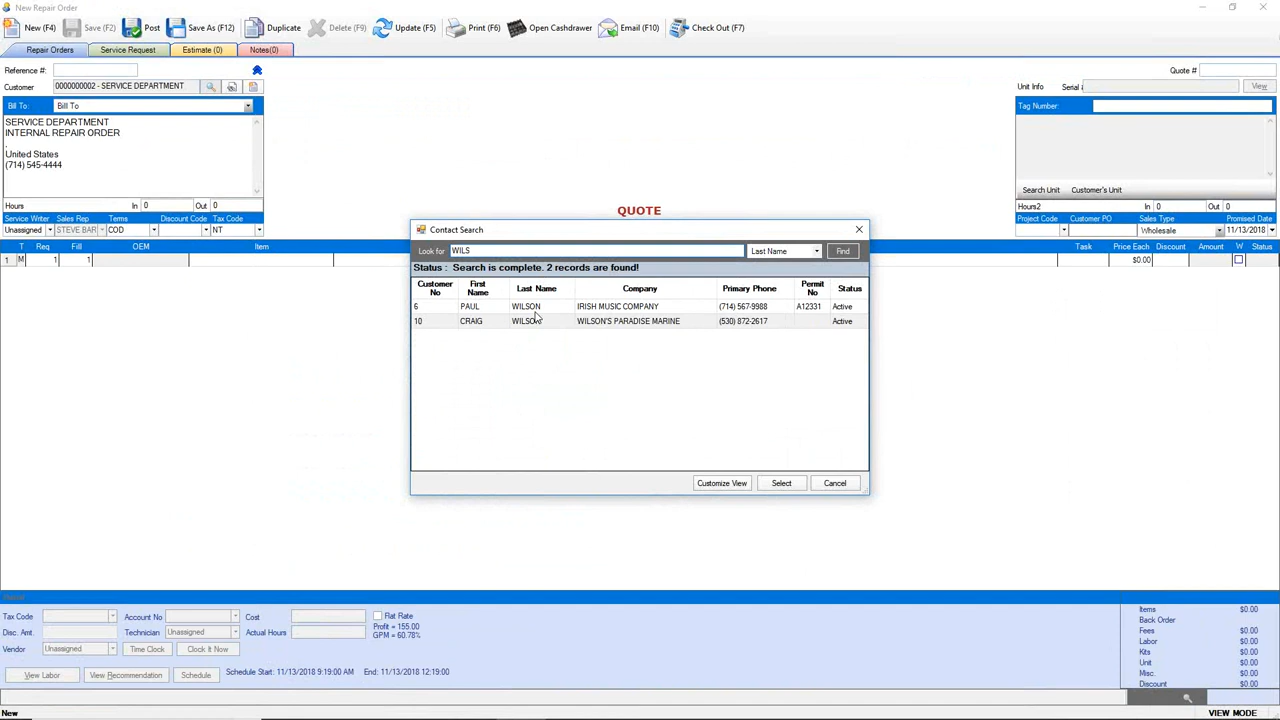 New Repair Order
New (F4) Save (F2) Post Save As (F12) Duplicate Delete (F9) Update (F5) Print (F6) Open Cashdrawer Email (F10) Check Out (F7)
Repair Orders Service Request Estimate (0) Notes(0)
Reference #: Quote #
Customer 0000000002 - SERVICE DEPARTMENT Unit Info Serial View
Bill To: Bill To Tag Number:
SERVICE DEPARTMENT
INTERNAL REPAIR ORDER
.
United States
(714) 545-4444
Search Unit Customer's Unit
Hours In 0 Out 0 Hours2 In 0 Out 0
QUOTE
Service Writer Sales Rep Terms Discount Code Tax Code Project Code Customer PO Sales Type Promised Date
Unassigned STEVE BAR COD NT Wholesale 11/13/2018
T Req Fill OEM Item Task Price Each Discount Amount W Status
1 M 1 1 $0.00
Contact Search
Look for WILS Last Name Find
Status : Search is complete. 2 records are found!
Customer No First Name Last Name Company Primary Phone Permit No Status
6 PAUL WILSON IRISH MUSIC COMPANY (714) 567-9988 A12331 Active
10 CRAIG WILSON WILSON'S PARADISE MARINE (530) 872-2617 Active
Customize View Select Cancel
Tax Code Account No Cost Flat Rate
Disc. Amt Technician Unassigned Actual Hours Profit = 155.00
GPM = 60.78%
Vendor Unassigned Time Clock Clock It Now
View Labor View Recommendation Schedule Schedule Start: 11/13/2018 9:19:00 AM End: 11/13/2018 12:19:00
Items $0.00
Back Order
Fees $0.00
Labor $0.00
Kits $0.00
Unit $0.00
Misc. $0.00
Discount $0.00
New VIEW MODE